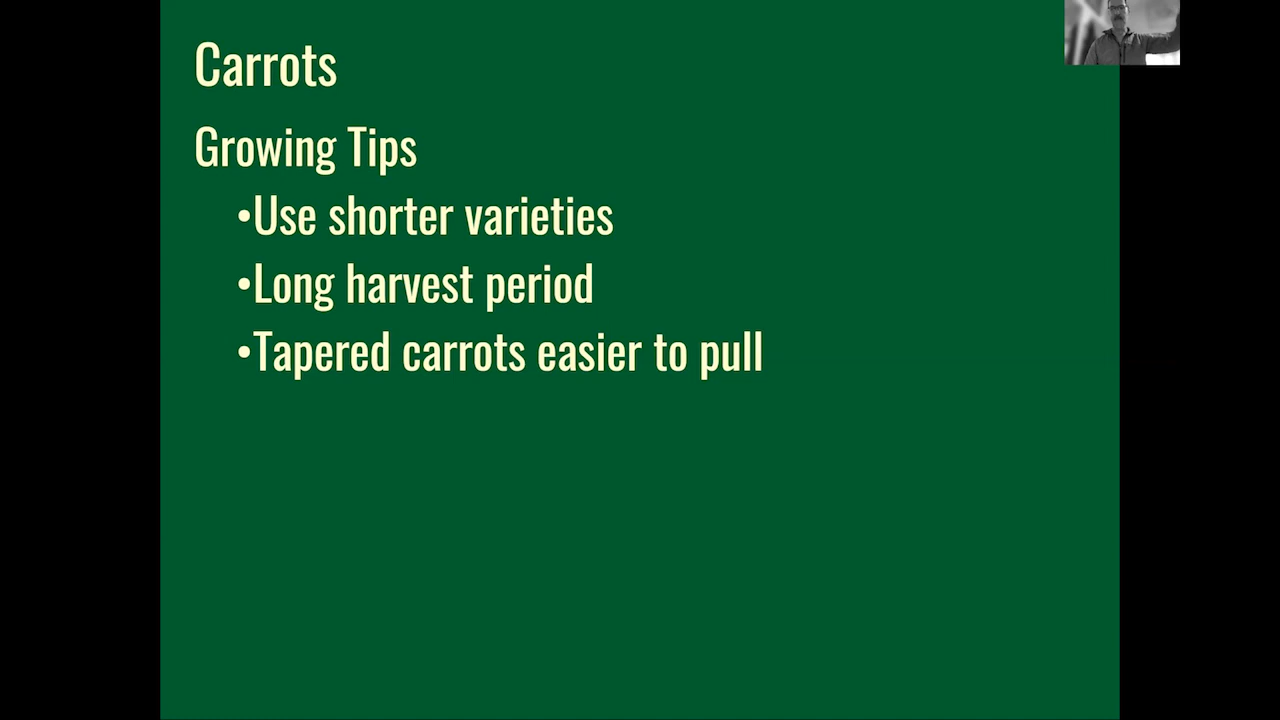 Carrots
Growing Tips
•Use shorter varieties
•Long harvest period
•Tapered carrots easier to pull